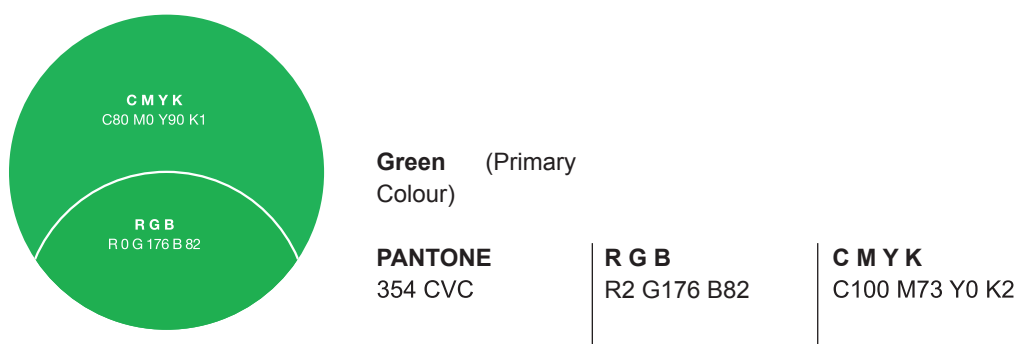 C M Y K
C80 M0 Y90 K1
R G B
R 0 G 176 B 82
Green (Primary
Colour)
PANTONE
354 CVC
R G B
R2 G176 B82
C M Y K
C100 M73 Y0 K2